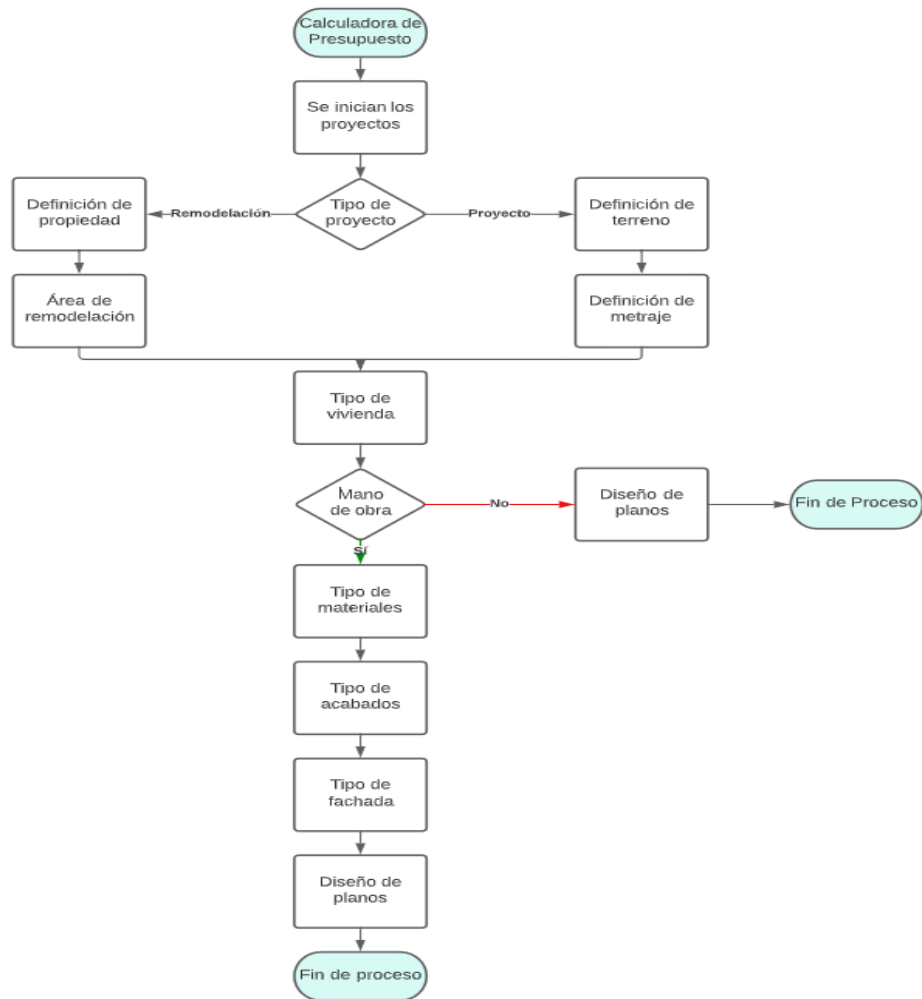 Calculadora de
Presupuesto
Se inician los
proyectos
Definición de
propiedad
Remodelación
Tipo de
proyecto
Proyecto
Definición de
terreno
Área de
remodelación
Definición de
metraje
Tipo de
vivienda
Mano
de obra
No
Diseño de
planos
Fin de Proceso
Sí
Tipo de
materiales
Tipo de
acabados
Tipo de
fachada
Diseño de
planos
Fin de proceso